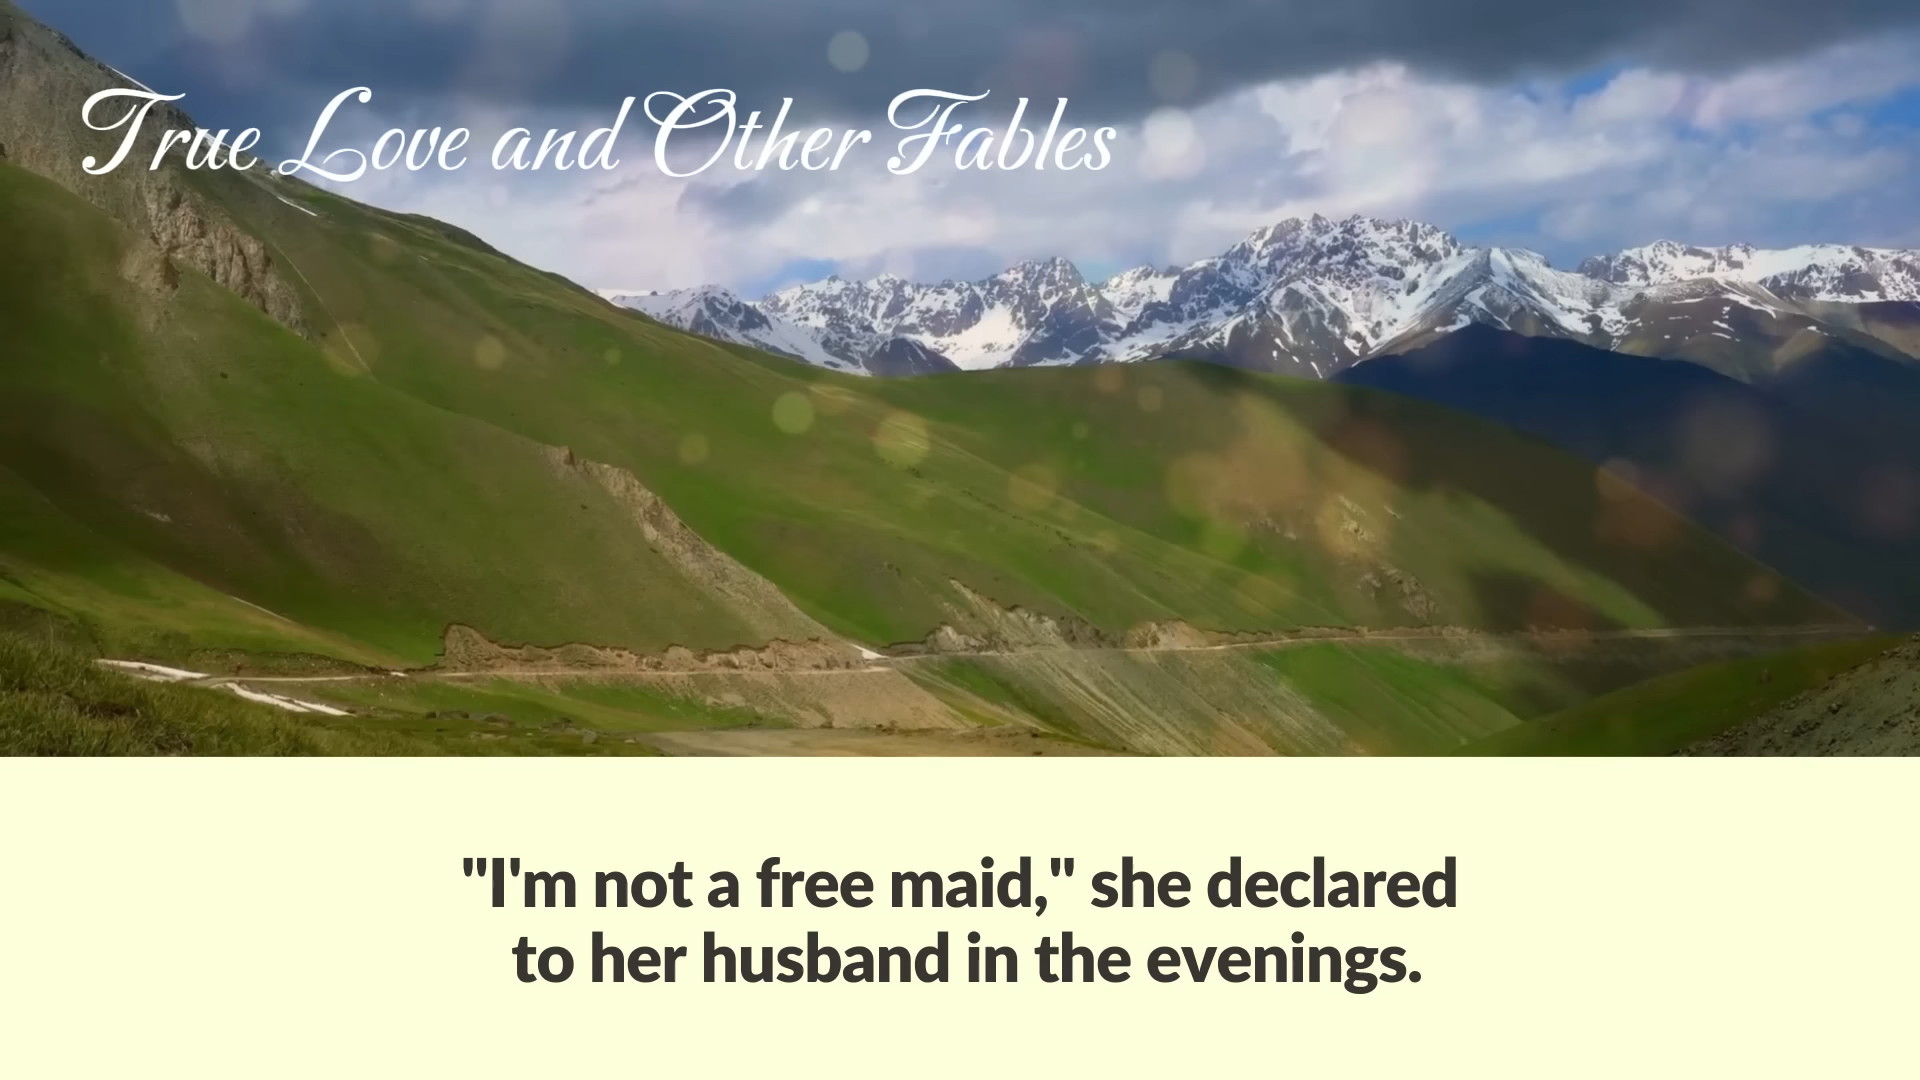 True Love and Other Fables
"I'm not a free maid," she declared
to her husband in the evenings.